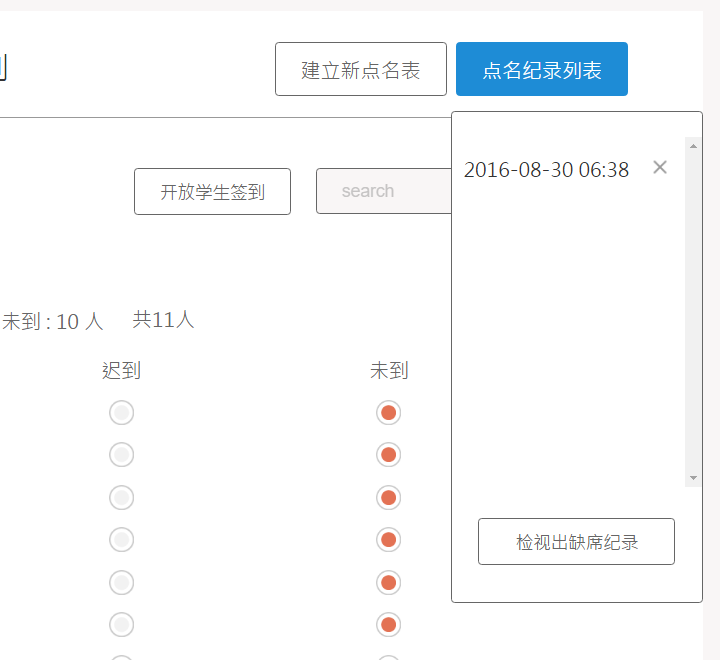 建立新点名表
点名纪录列表
2016-08-30 06:38
开放学生签到
search
未到 : 10 人
共11人
迟到
未到
检视出缺席纪录